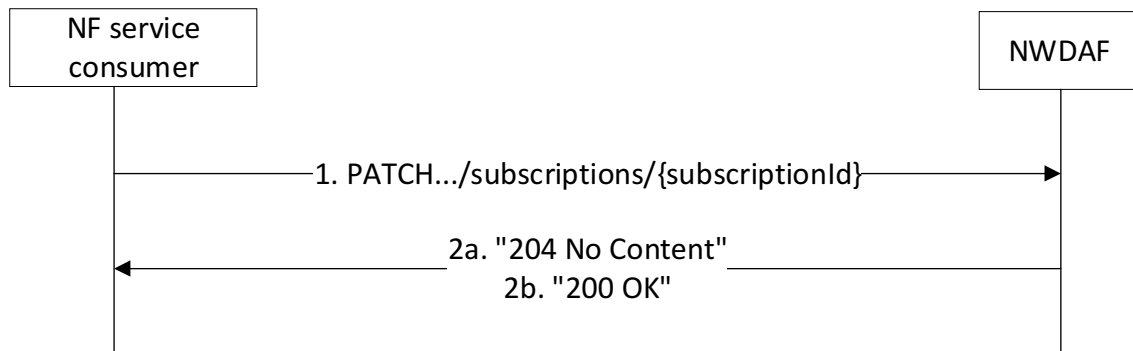 NF service
consumer
NWDAF
1. PATCH.../subscriptions/{subscriptionId}
2a. "204 No Content"
2b. "200 OK"